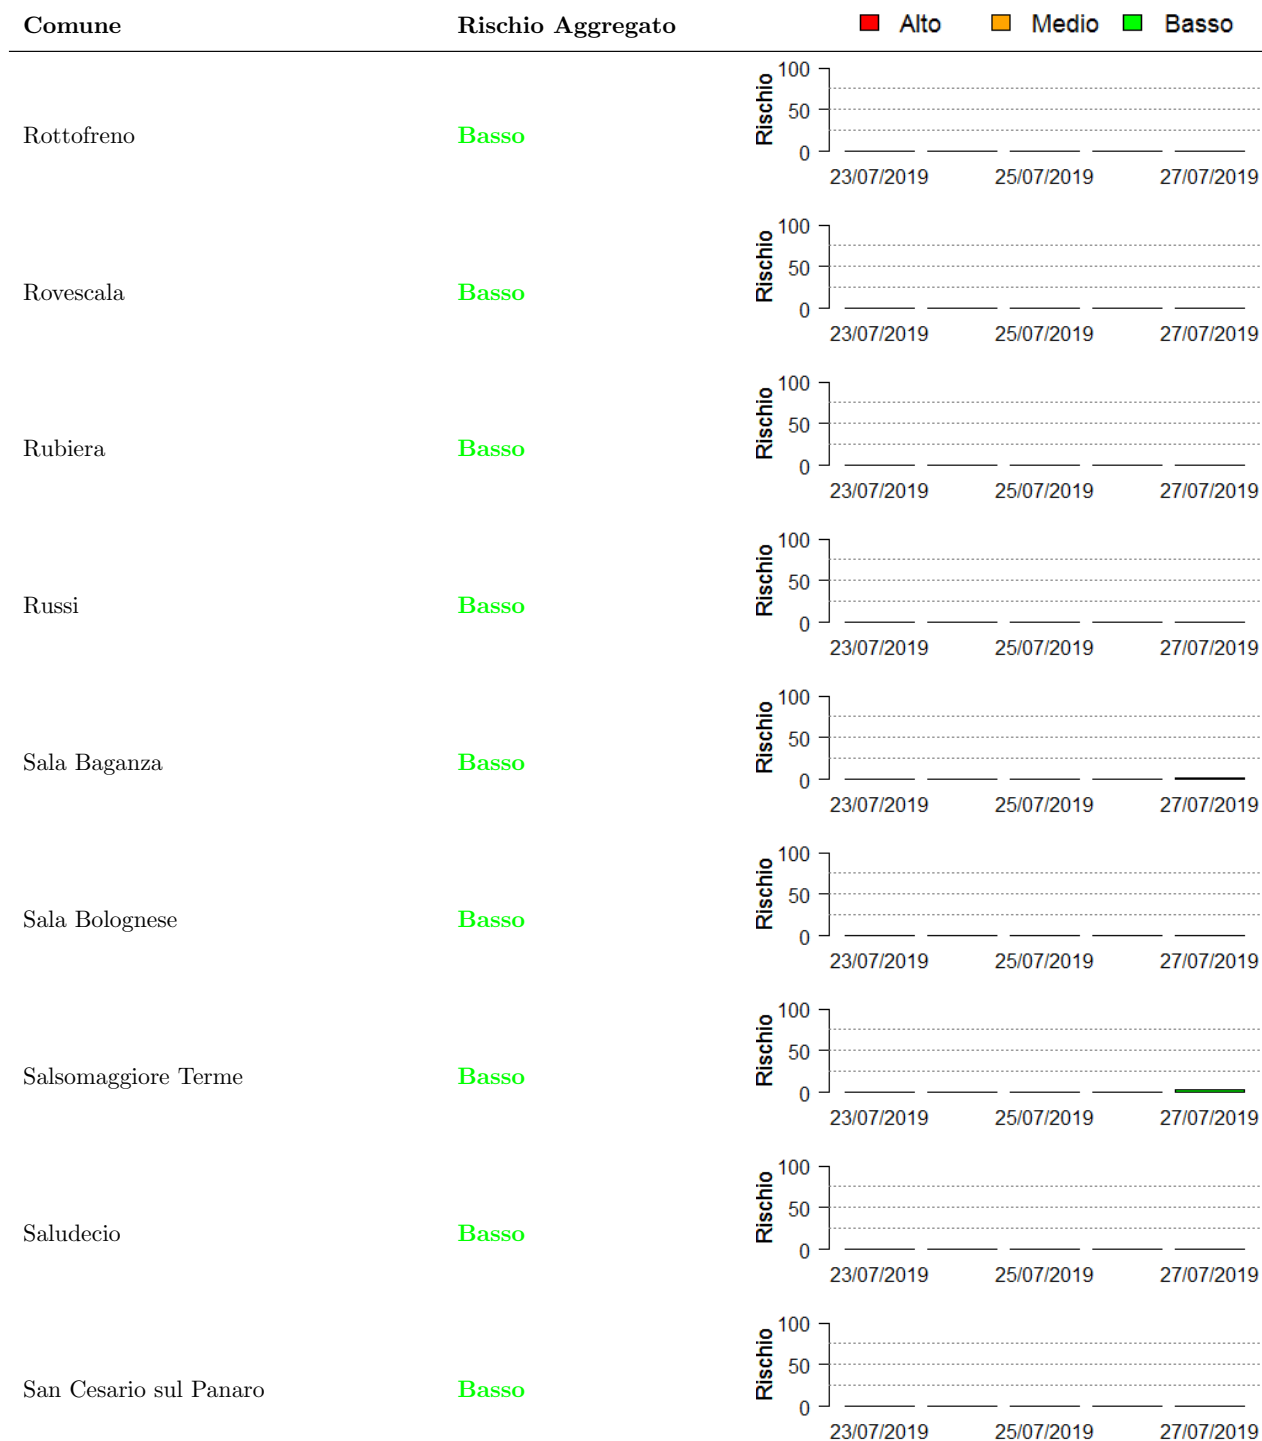 Comune Rischio Aggregato Alto Medio Basso
Rottofreno Basso
Rischio
100
50
0
23/07/2019 25/07/2019 27/07/2019
Rovescala Basso
Rischio
100
50
0
23/07/2019 25/07/2019 27/07/2019
Rubiera Basso
Rischio
100
50
0
23/07/2019 25/07/2019 27/07/2019
Russi Basso
Rischio
100
50
0
23/07/2019 25/07/2019 27/07/2019
Sala Baganza Basso
Rischio
100
50
0
23/07/2019 25/07/2019 27/07/2019
Sala Bolognese Basso
Rischio
100
50
0
23/07/2019 25/07/2019 27/07/2019
Salsomaggiore Terme Basso
Rischio
100
50
0
23/07/2019 25/07/2019 27/07/2019
Saludecio Basso
Rischio
100
50
0
23/07/2019 25/07/2019 27/07/2019
San Cesario sul Panaro Basso
Rischio
100
50
0
23/07/2019 25/07/2019 27/07/2019